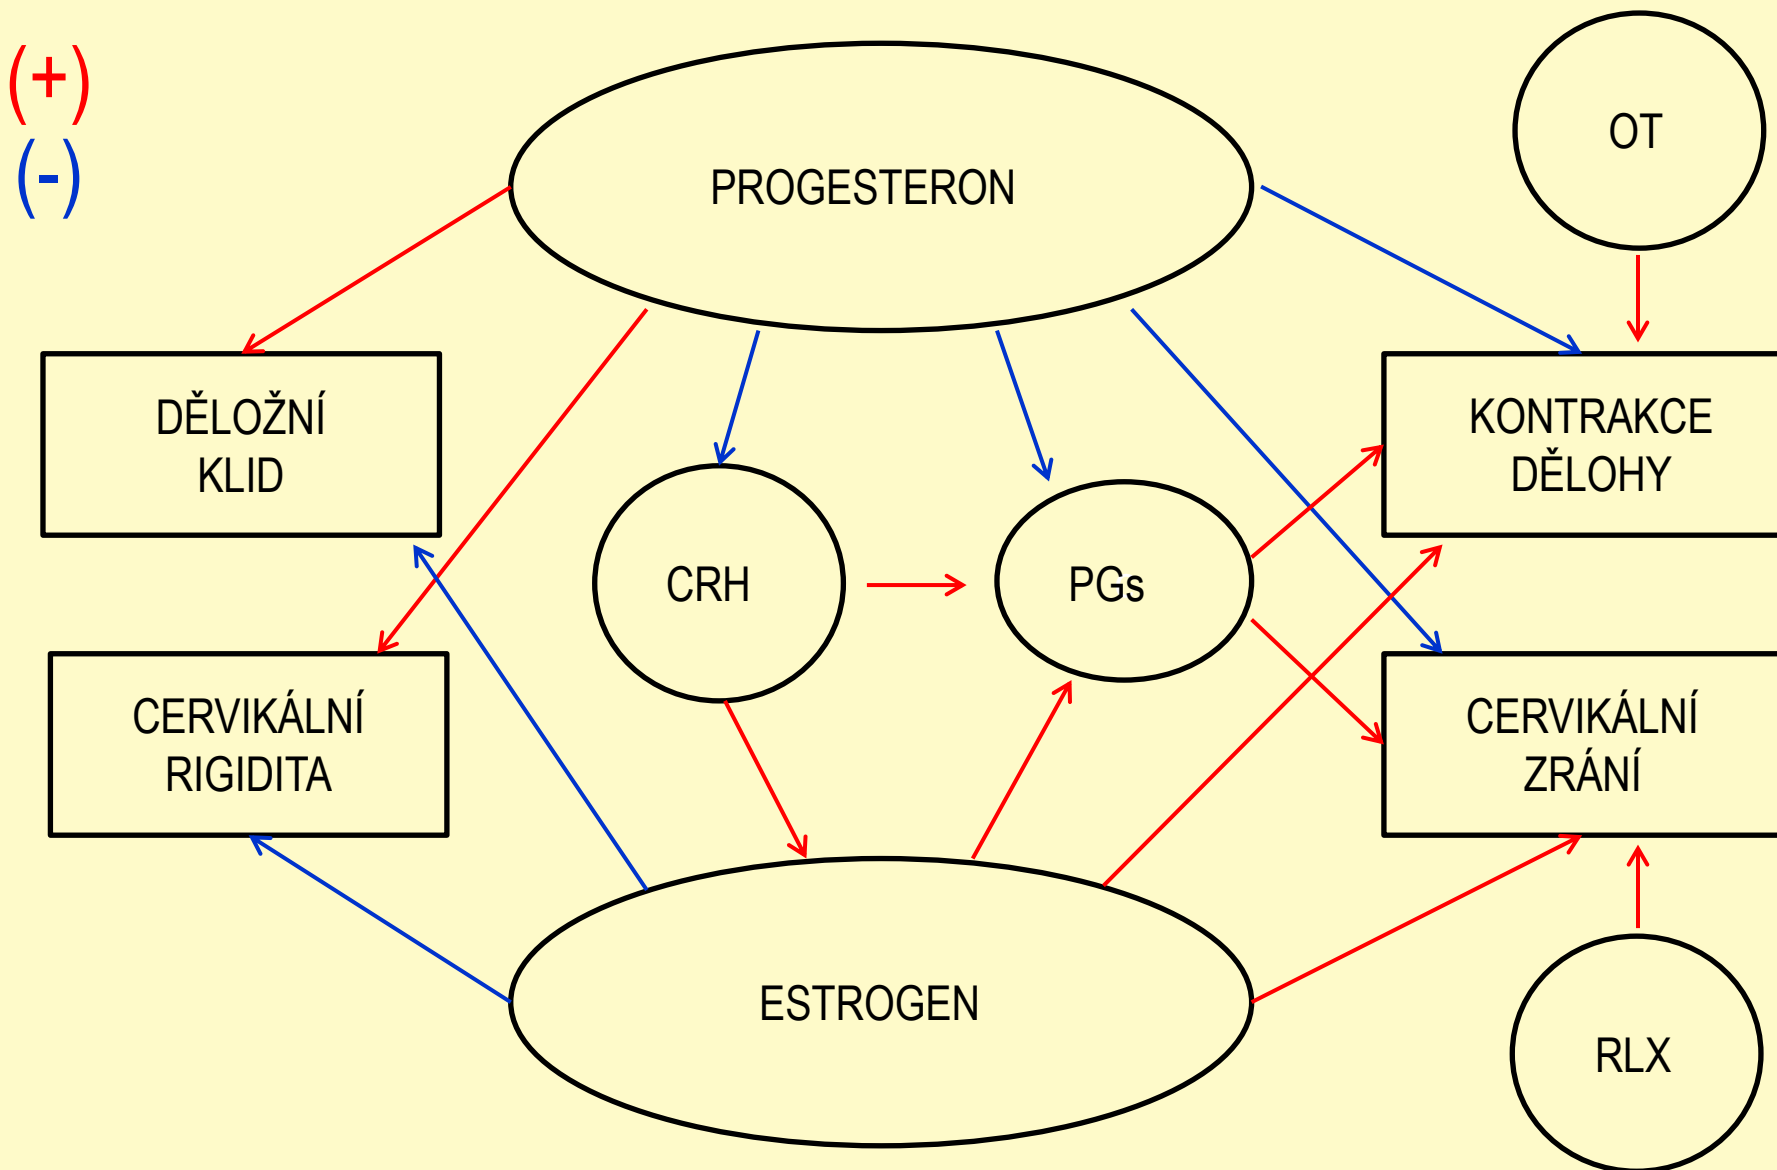 (+)
(-)
PROGESTERON
OT
DĚLOŽNÍ
KLID
KONTRAKCE
DĚLOHY
CRH
PGs
CERVIKÁLNÍ
RIGIDITA
CERVIKÁLNÍ
ZRÁNÍ
ESTROGEN
RLX